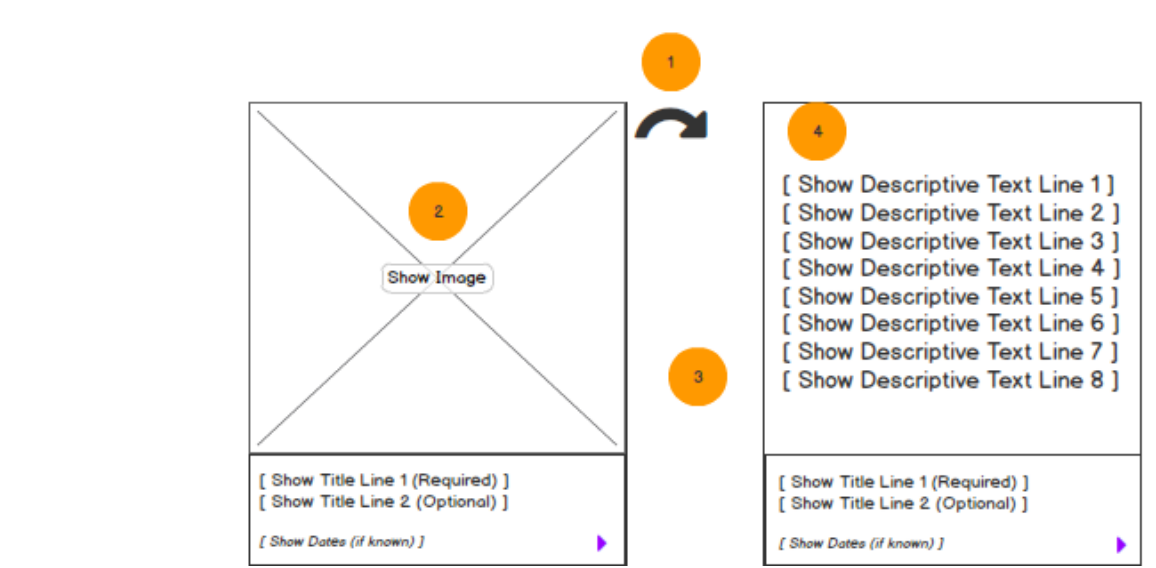 1
2
Show Image
[ Show Title Line 1 (Required) ]
[ Show Title Line 2 (Optional) ]
[ Show Dates (if known) ]
3
4
[ Show Descriptive Text Line 1 ]
[ Show Descriptive Text Line 2 ]
[ Show Descriptive Text Line 3 ]
[ Show Descriptive Text Line 4 ]
[ Show Descriptive Text Line 5 ]
[ Show Descriptive Text Line 6 ]
[ Show Descriptive Text Line 7 ]
[ Show Descriptive Text Line 8 ]
[ Show Title Line 1 (Required) ]
[ Show Title Line 2 (Optional) ]
[ Show Dates (if known) ]